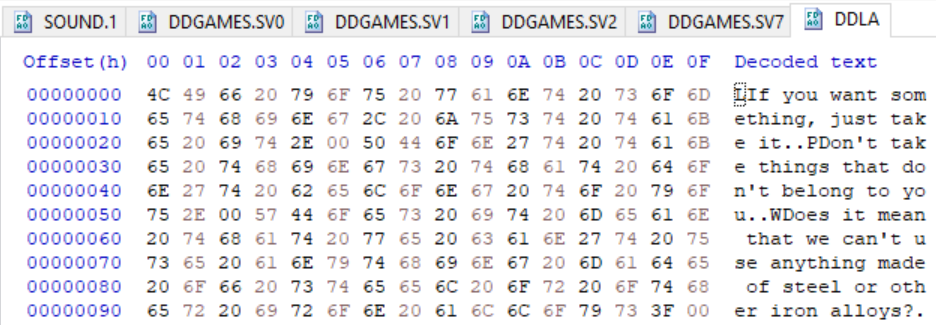 SOUND.1 DDGAMES.SV0 DDGAMES.SV1 DDGAMES.SV2 DDGAMES.SV7 DDLA
Offset(h) 00 01 02 03 04 05 06 07 08 09 0A 0B 0C 0D 0E 0F Decoded text
00000000 4C 49 66 20 79 6F 75 20 77 61 6E 74 20 73 6F 6D LIf you want som
00000010 65 74 68 69 6E 67 2C 20 6A 75 73 74 20 74 61 6B ething, just tak
00000020 65 20 69 74 2E 00 50 44 6F 6E 27 74 20 74 61 6B e it..PDon't tak
00000030 65 20 74 68 69 6E 67 73 20 74 68 61 74 20 64 6F e things that do
00000040 6E 27 74 20 62 65 6C 6F 6E 67 20 74 6F 20 79 6F n't belong to yo
00000050 75 2E 00 57 44 6F 65 73 20 69 74 20 6D 65 61 6E u..WDoes it mean
00000060 20 74 68 61 74 20 77 65 20 63 61 6E 27 74 20 75 that we can't u
00000070 73 65 20 61 6E 79 74 68 69 6E 67 20 6D 61 64 65 se anything made
00000080 20 6F 66 20 73 74 65 65 6C 20 6F 72 20 6F 74 68 of steel or oth
00000090 65 72 20 69 72 6F 6E 20 61 6C 6C 6F 79 73 3F 00 er iron alloys?.